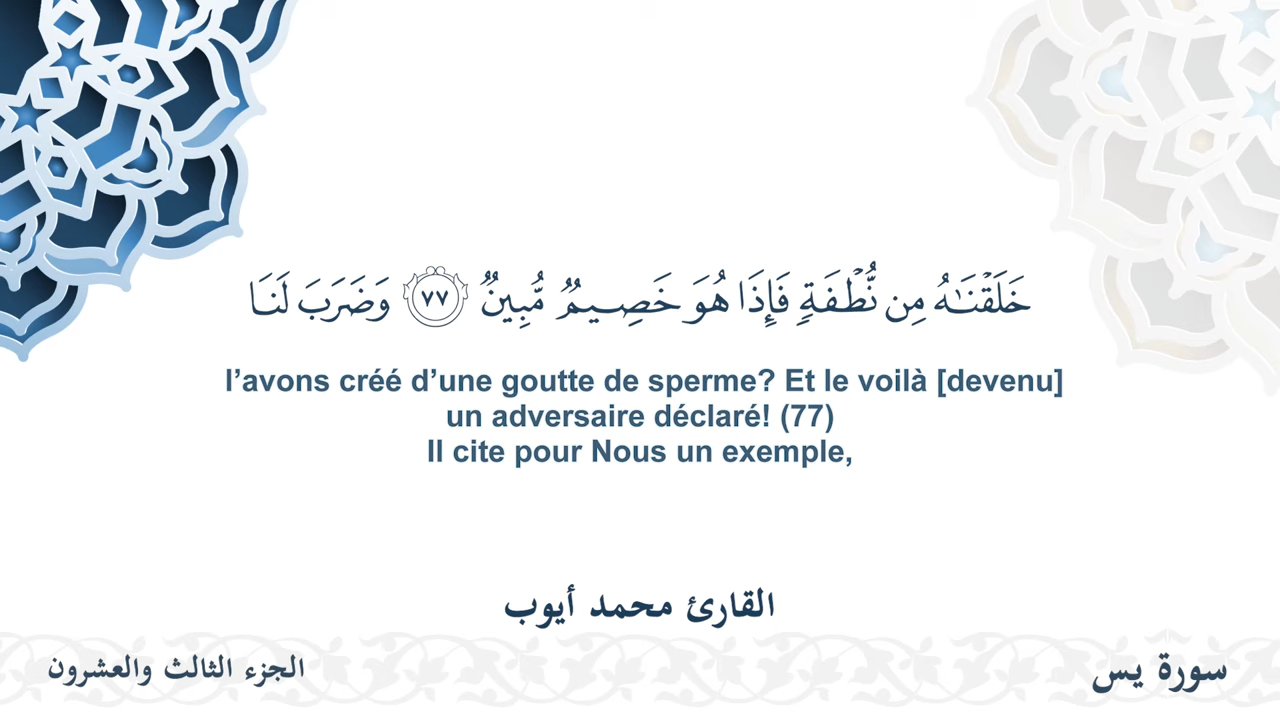 خَلَقْنَـٰهُ مِن نُّطْفَةٍ فَإِذَا هُوَ خَصِيمٌ مُّبِينٌ ٧٧ وَضَرَبَ لَنَا
l’avons créé d’une goutte de sperme? Et le voilà [devenu]
un adversaire déclaré! (77)
Il cite pour Nous un exemple,
القارئ محمد أيوب
سورة يس
الجزء الثالث والعشرون